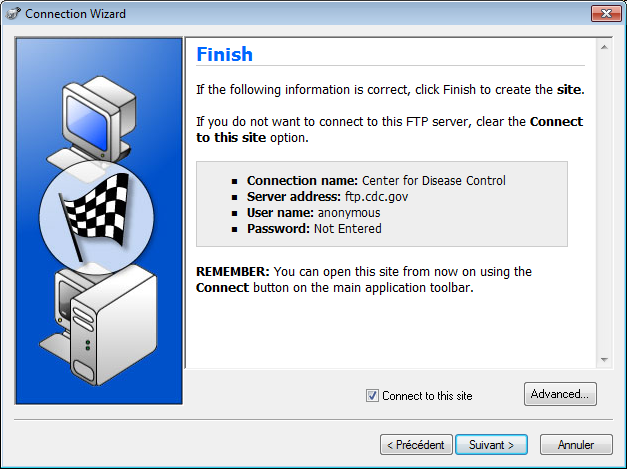 Connection Wizard
Finish
If the following information is correct, click Finish to create the site.
If you do not want to connect to this FTP server, clear the Connect
to this site option.
Connection name: Center for Disease Control
Server address: ftp.cdc.gov
User name: anonymous
Password: Not Entered
REMEMBER: You can open this site from now on using the
Connect button on the main application toolbar.
Connect to this site
Advanced...
< Précédent
Suivant >
Annuler